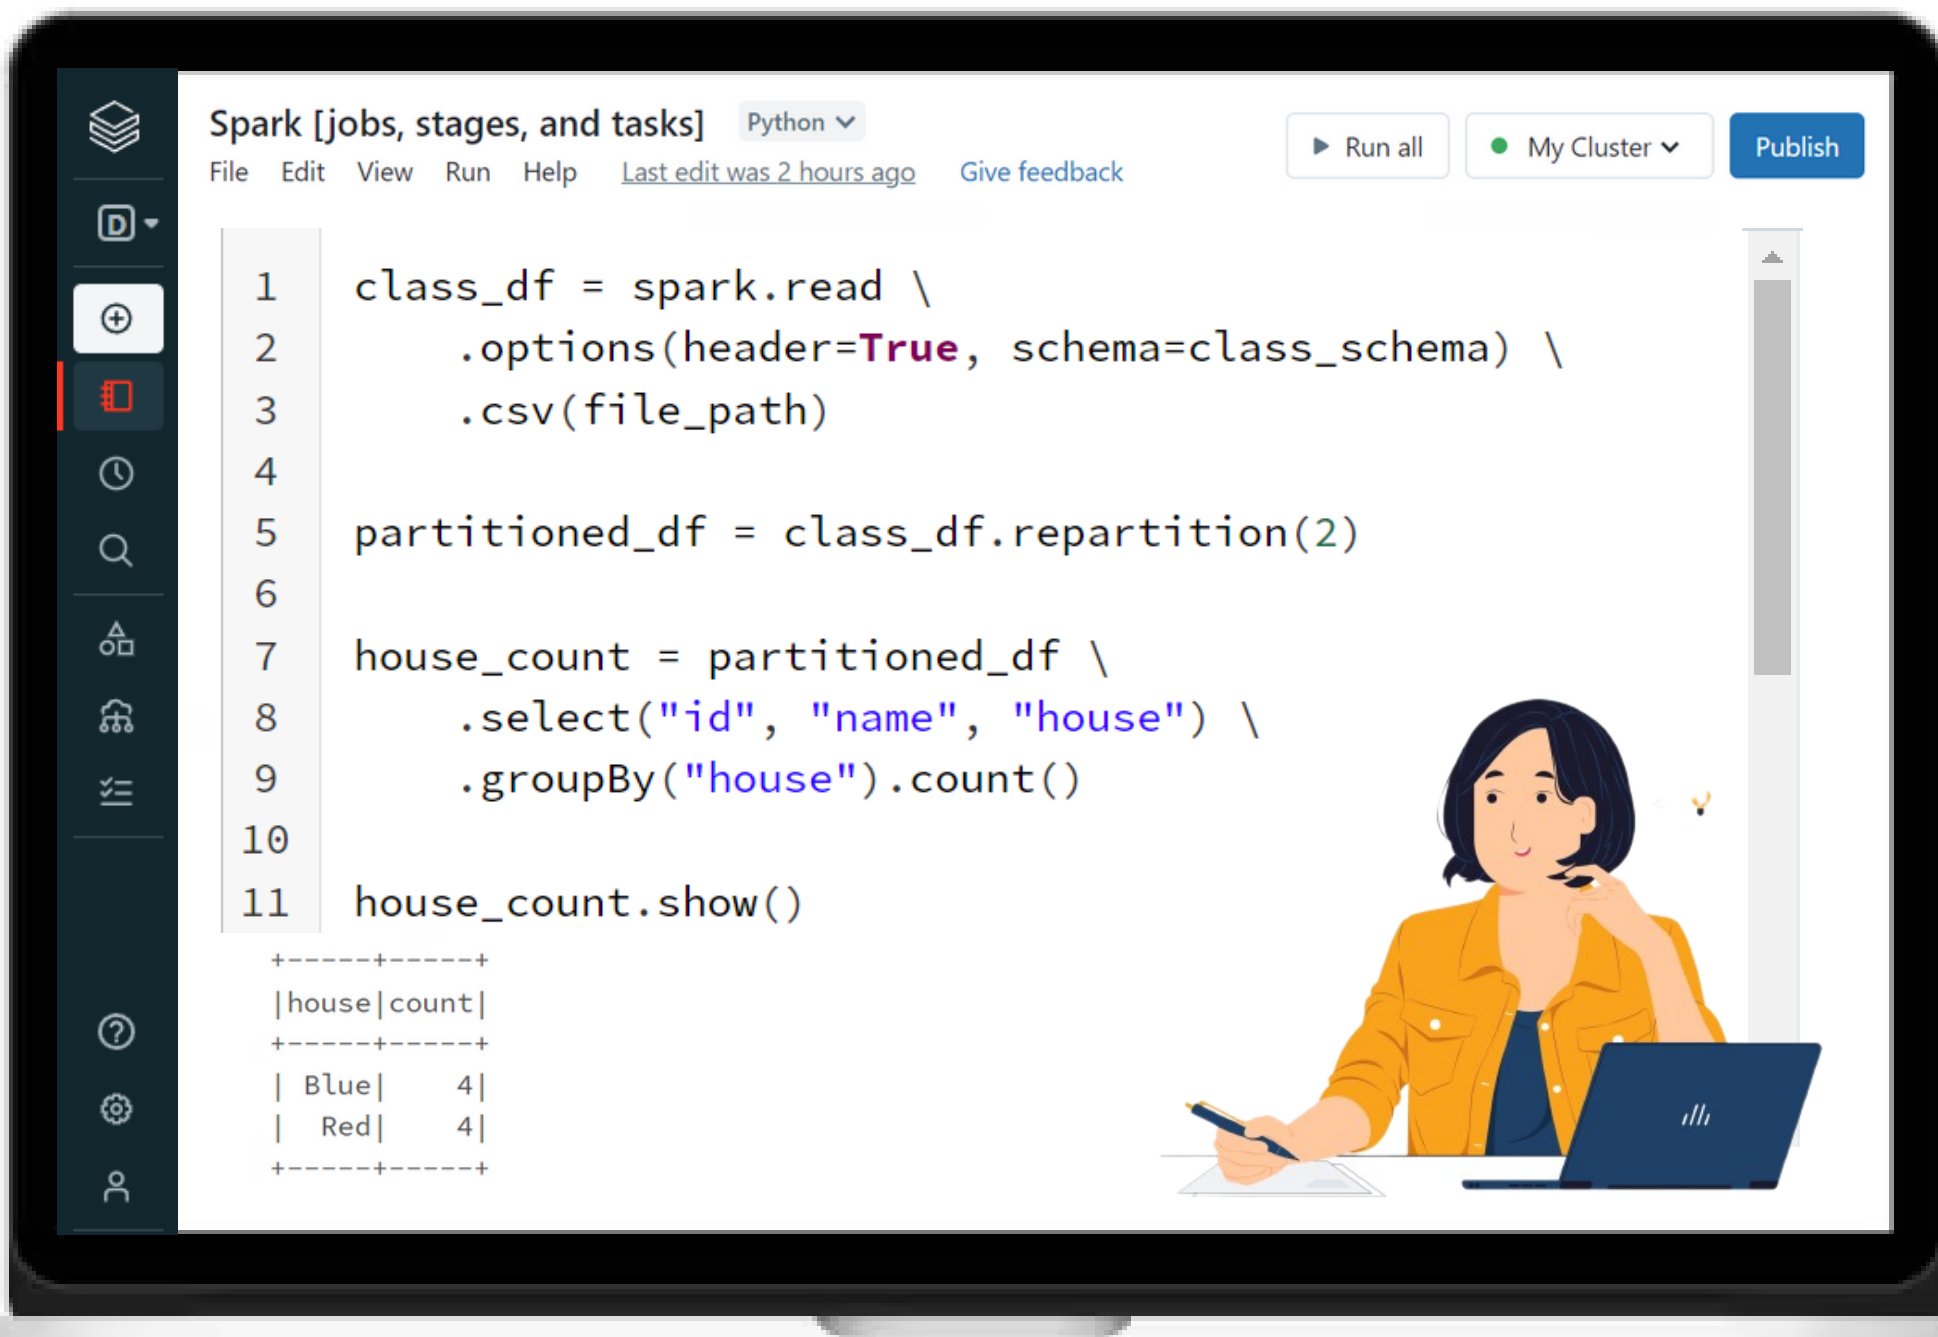 Spark [jobs, stages, and tasks] Python
File Edit View Run Help Last edit was 2 hours ago Give feedback
Run all My Cluster Publish
D
1 class_df = spark.read \
2 .options(header=True, schema=class_schema) \
3 .csv(file_path)
4
5 partitioned_df = class_df.repartition(2)
6
7 house_count = partitioned_df \
8 .select("id", "name", "house") \
9 .groupBy("house").count()
10
11 house_count.show()
+-----+-----+
|house|count|
+-----+-----+
| Blue|    4|
|  Red|    4|
+-----+-----+